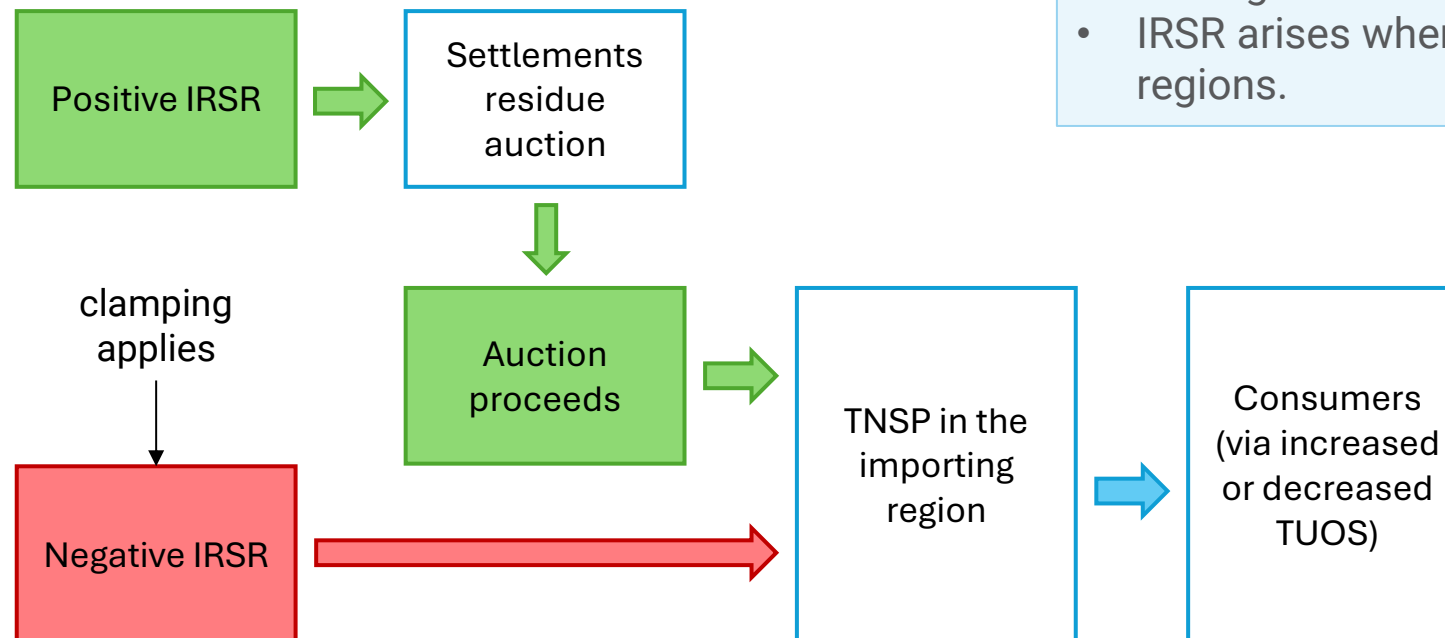 • IRSR arises when
regions.
Positive IRSR
Settlements
residue
auction
clamping
applies
Auction
proceeds
TNSP in the
importing
region
Consumers
(via increased
or decreased
TUOS)
Negative IRSR